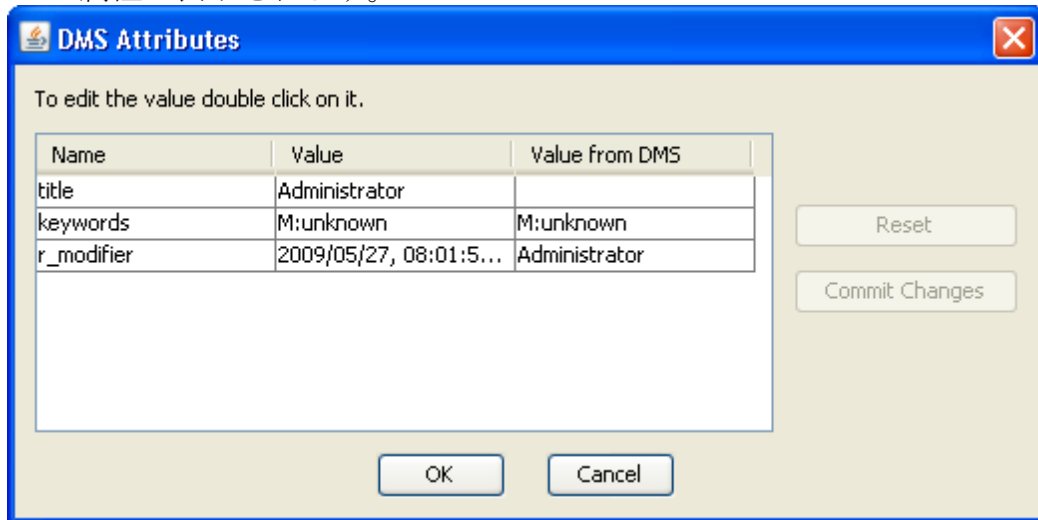 DMS Attributes
To edit the value double click on it.
Name Value Value from DMS
title Administrator
keywords M:unknown M:unknown
r_modifier 2009/05/27, 08:01:5... Administrator
Reset
Commit Changes
OK Cancel